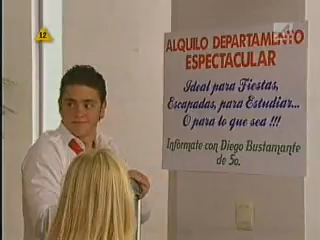 12
ALQUILO DEPARTAMENTO
ESPECTACULAR
Ideal para Fiestas,
Escapadas, para Estudiar...
O para lo que sea !!!
Infórmate con Diego Bustamante
de 5o.